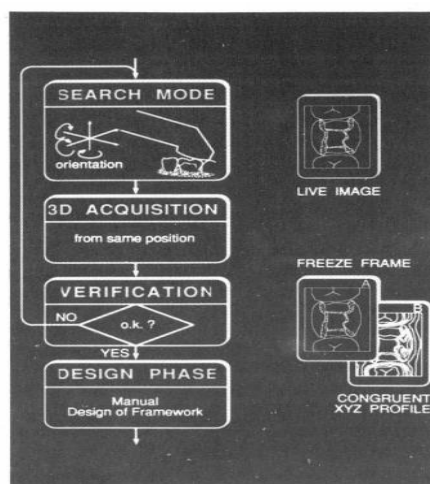 SEARCH MODE
orientation
LIVE IMAGE
3D ACQUISITION
from same position
FREEZE FRAME
A
B
VERIFICATION
NO
o.k. ?
YES
CONGRUENT
XYZ PROFILE
DESIGN PHASE
Manual
Design of Framework